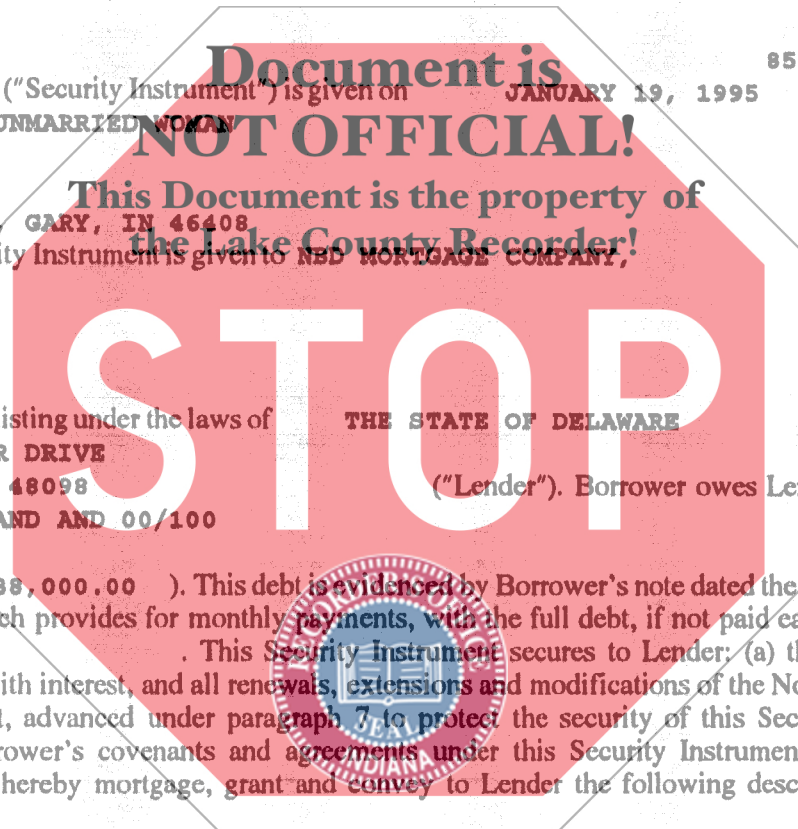 85
Document is
("Security Instrument") is given on JANUARY 19, 1995
UNMARRIED WOMAN
NOT OFFICIAL!
This Document is the property of
, GARY, IN 46408
the Lake County Recorder!
ity Instrument is given to NBD MORTGAGE COMPANY,
STOP
isting under the laws of THE STATE OF DELAWARE
R DRIVE
48098 ("Lender"). Borrower owes Len
AND AND 00/100
38,000.00 ). This debt is evidenced by Borrower's note dated the
ch provides for monthly payments, with the full debt, if not paid ea
. This Security Instrument secures to Lender: (a) th
ith interest, and all renewals, extensions and modifications of the No
t, advanced under paragraph 7 to protect the security of this Sec
rower's covenants and agreements under this Security Instrumen
hereby mortgage, grant and convey to Lender the following desc
RECORDER'S OFFICE
SEAL
INDIANA